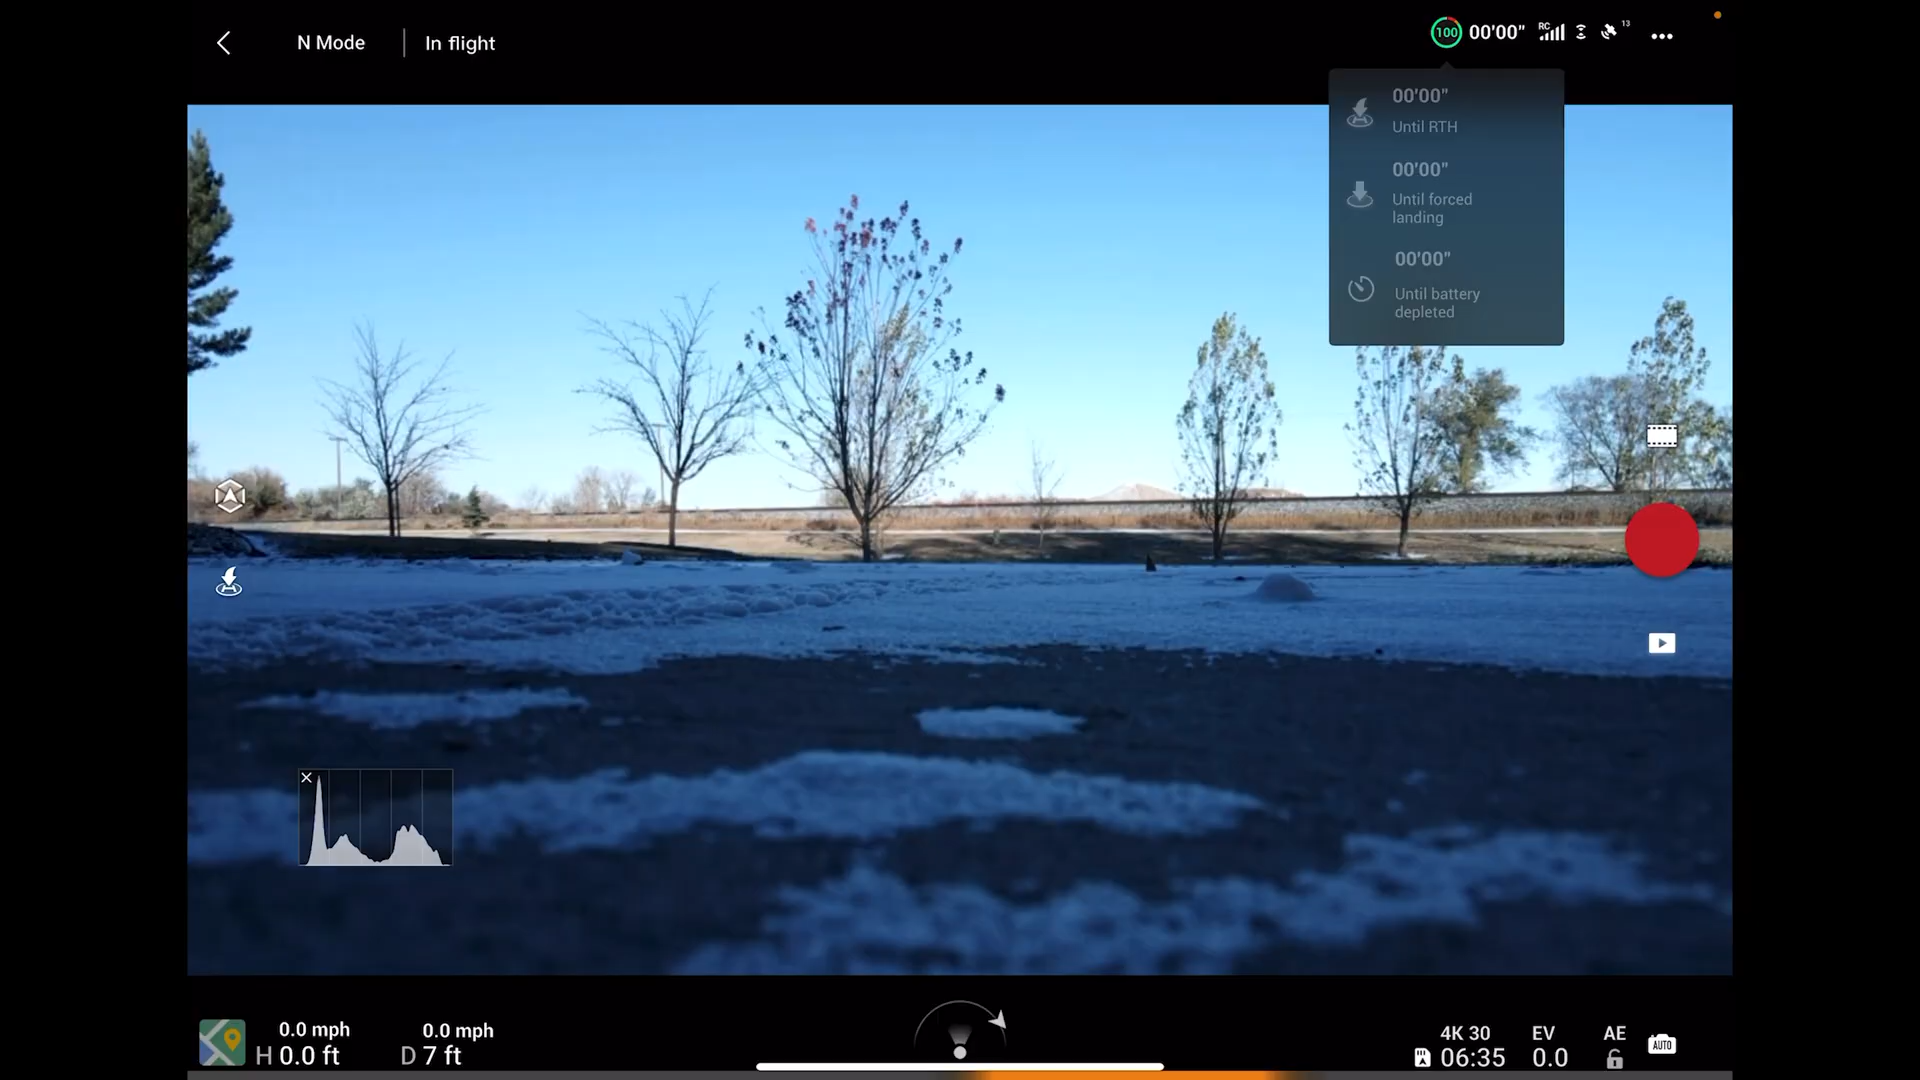 N Mode
In flight
100
00'00"
RC
13
00'00"
Until RTH
00'00"
Until forced
landing
00'00"
Until battery
depleted
0.0 mph
0.0 mph
H 0.0 ft
D 7 ft
4K 30
EV
AE
06:35
0.0
AUTO